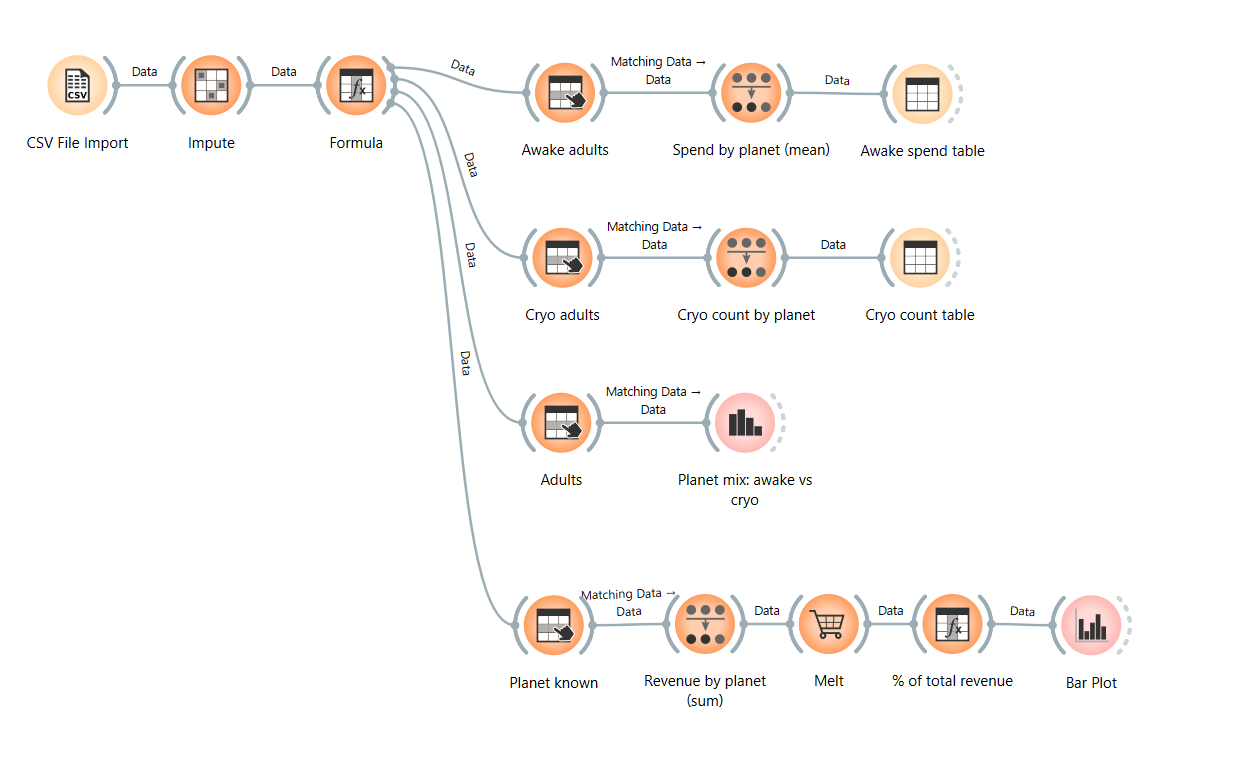 Data
Data
Data
Matching Data →
Data
Data
CSV
fx
fx
CSV File Import
Impute
Formula
Awake adults
Spend by planet (mean)
Awake spend table
Data
Matching Data →
Data
Data
Cryo adults
Cryo count by planet
Cryo count table
Data
Matching Data →
Data
Adults
Planet mix: awake vs
cryo
Data
Matching Data →
Data
Data
Data
Data
Planet known
Revenue by planet
(sum)
Melt
% of total revenue
Bar Plot